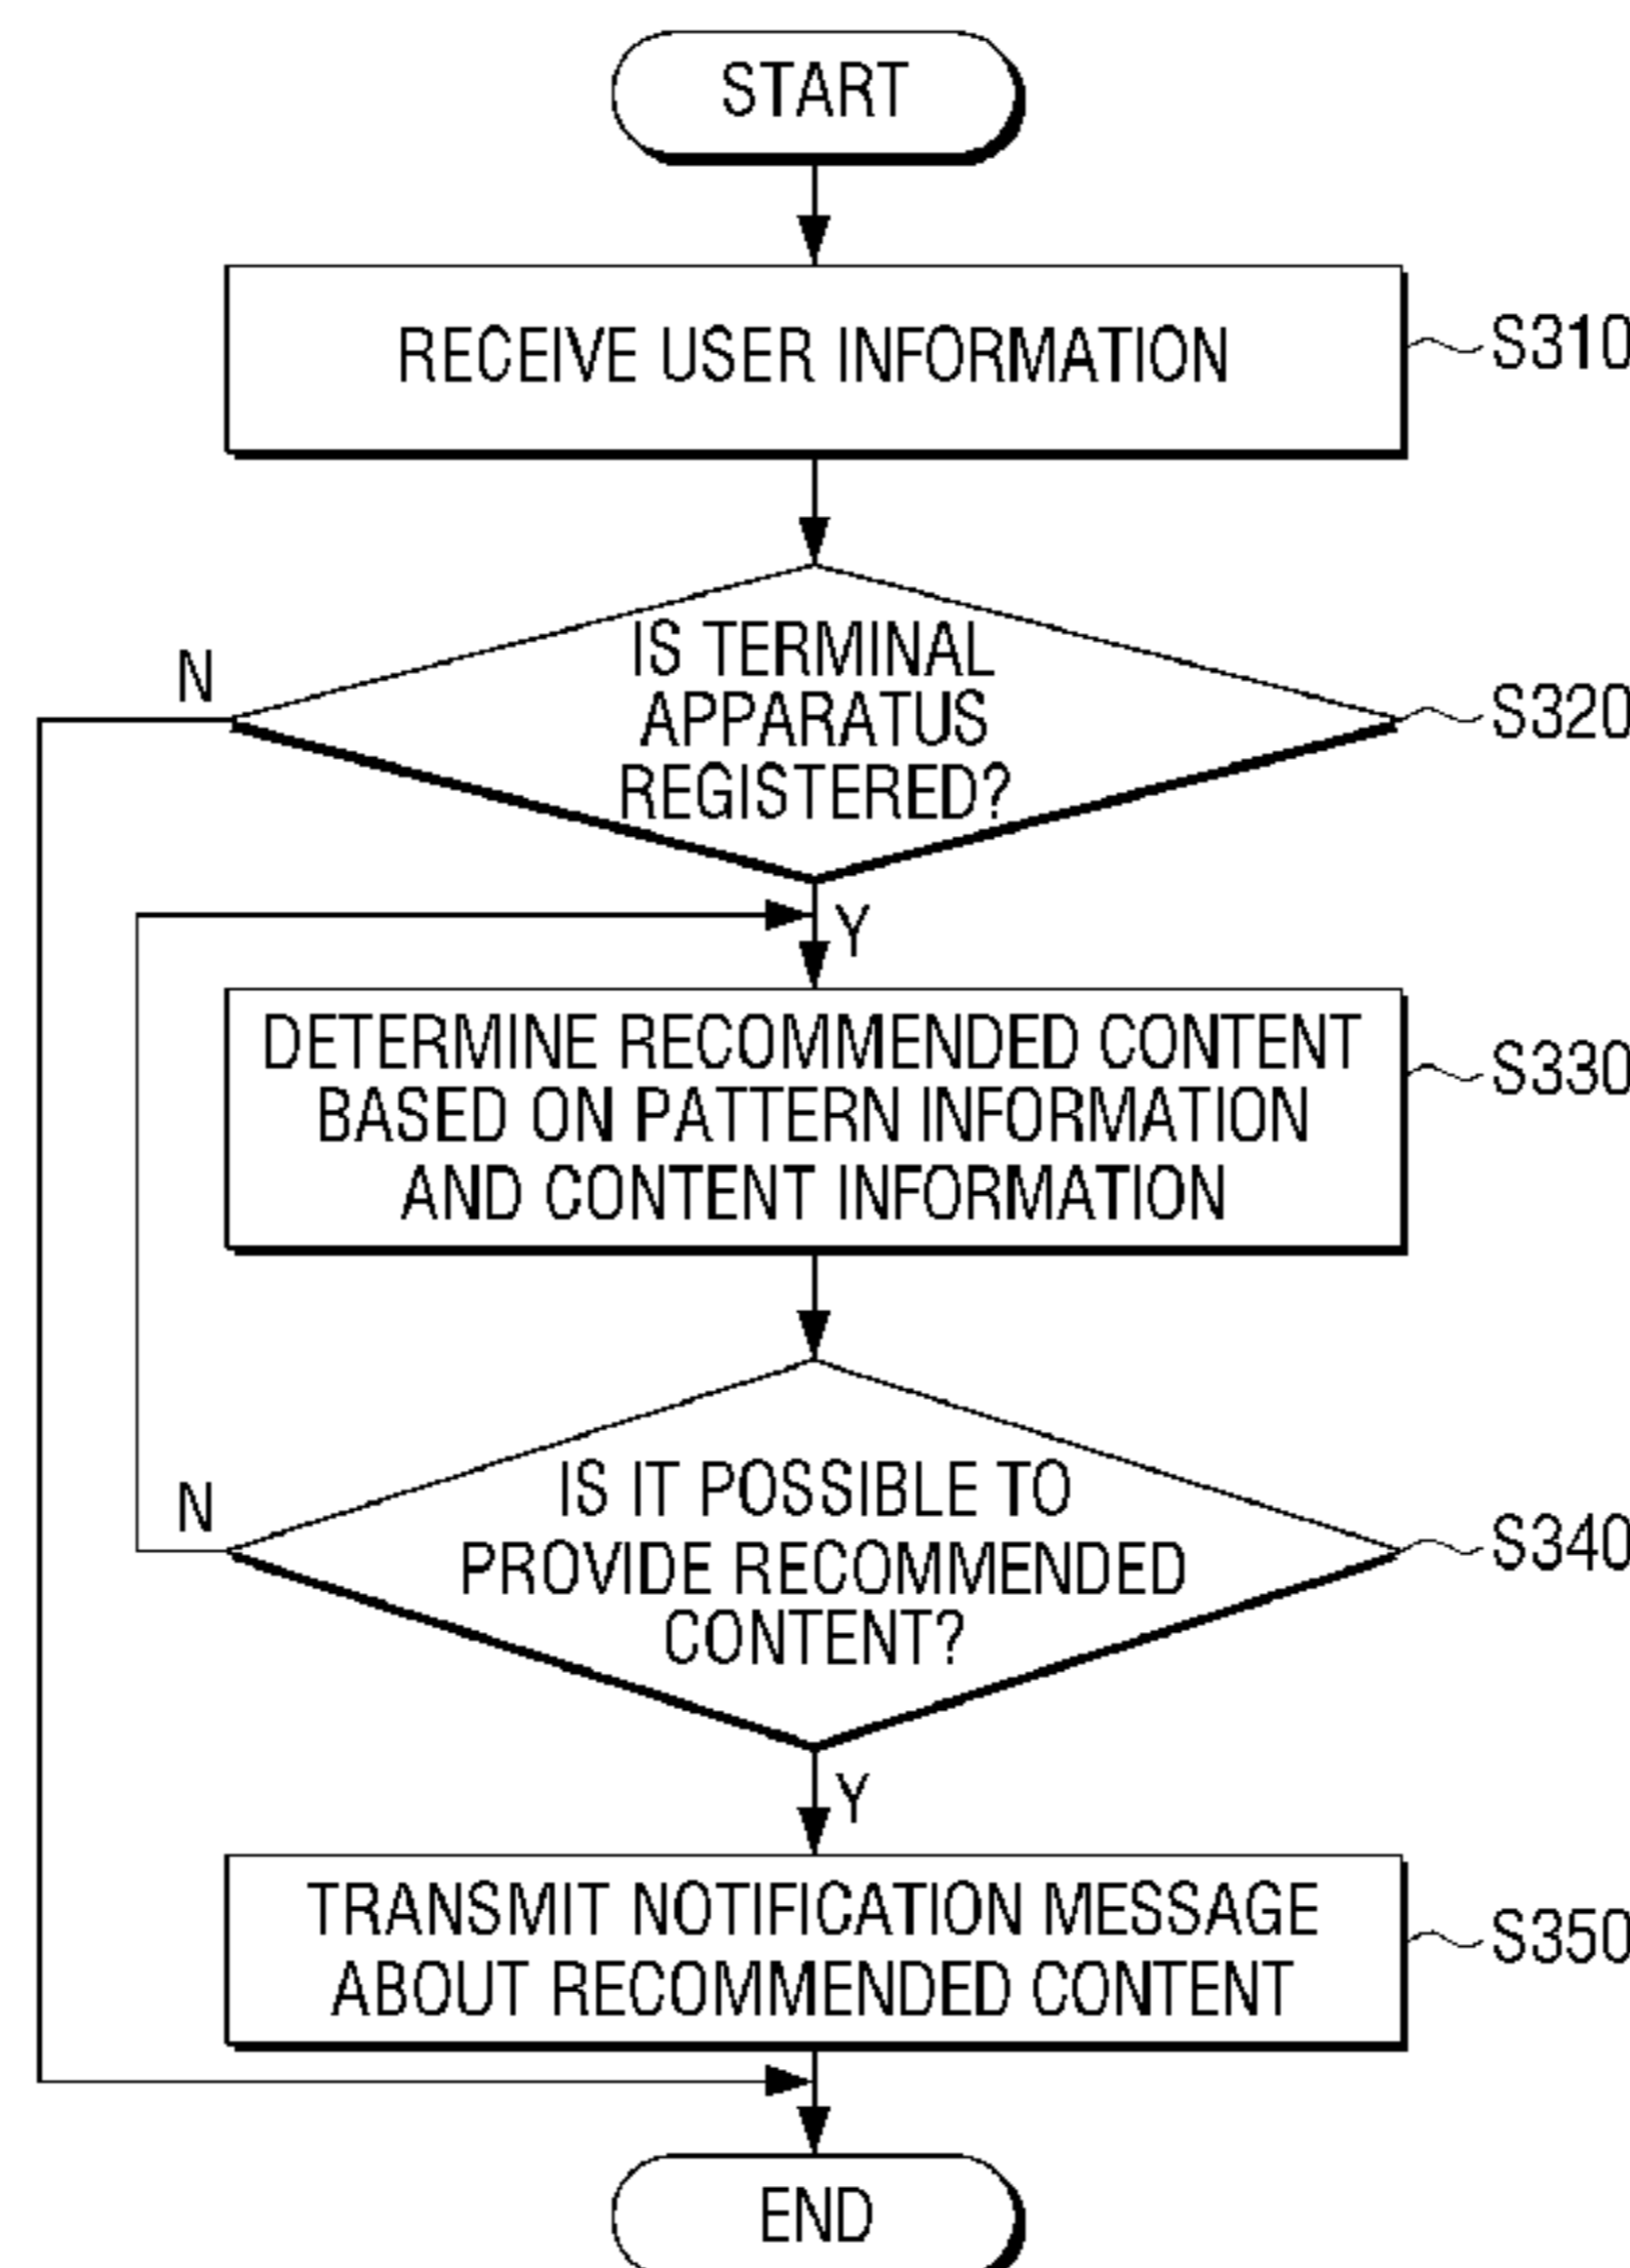 START
RECEIVE USER INFORMATION
S310
IS TERMINAL
APPARATUS
REGISTERED?
S320
N
Y
DETERMINE RECOMMENDED CONTENT
BASED ON PATTERN INFORMATION
AND CONTENT INFORMATION
S330
IS IT POSSIBLE TO
PROVIDE RECOMMENDED
CONTENT?
S340
N
Y
TRANSMIT NOTIFICATION MESSAGE
ABOUT RECOMMENDED CONTENT
S350
END